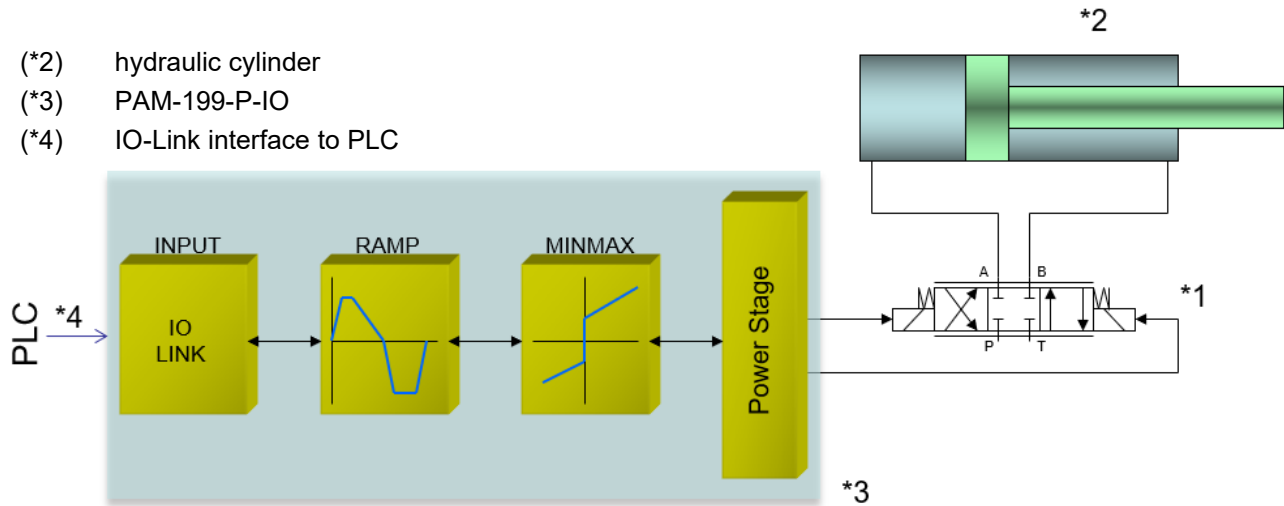 *2
(*2) hydraulic cylinder
(*3) PAM-199-P-IO
(*4) IO-Link interface to PLC
INPUT RAMP MINMAX
PLC *4
IO
LINK
Power Stage
A B
*1
P T
*3